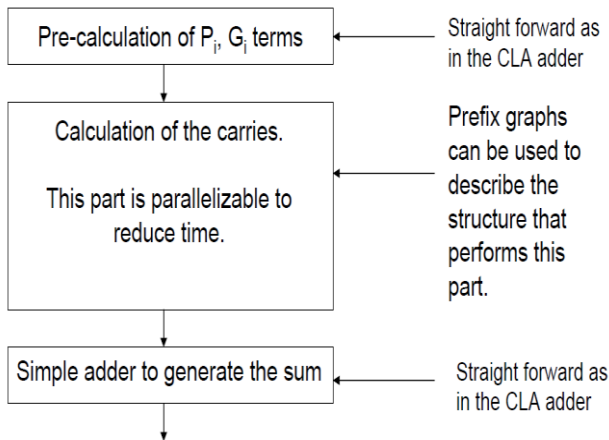 Pre-calculation of Pi, Gi terms
Straight forward as
in the CLA adder
Calculation of the carries.
This part is parallelizable to
reduce time.
Prefix graphs
can be used to
describe the
structure that
performs this
part.
Simple adder to generate the sum
Straight forward as
in the CLA adder